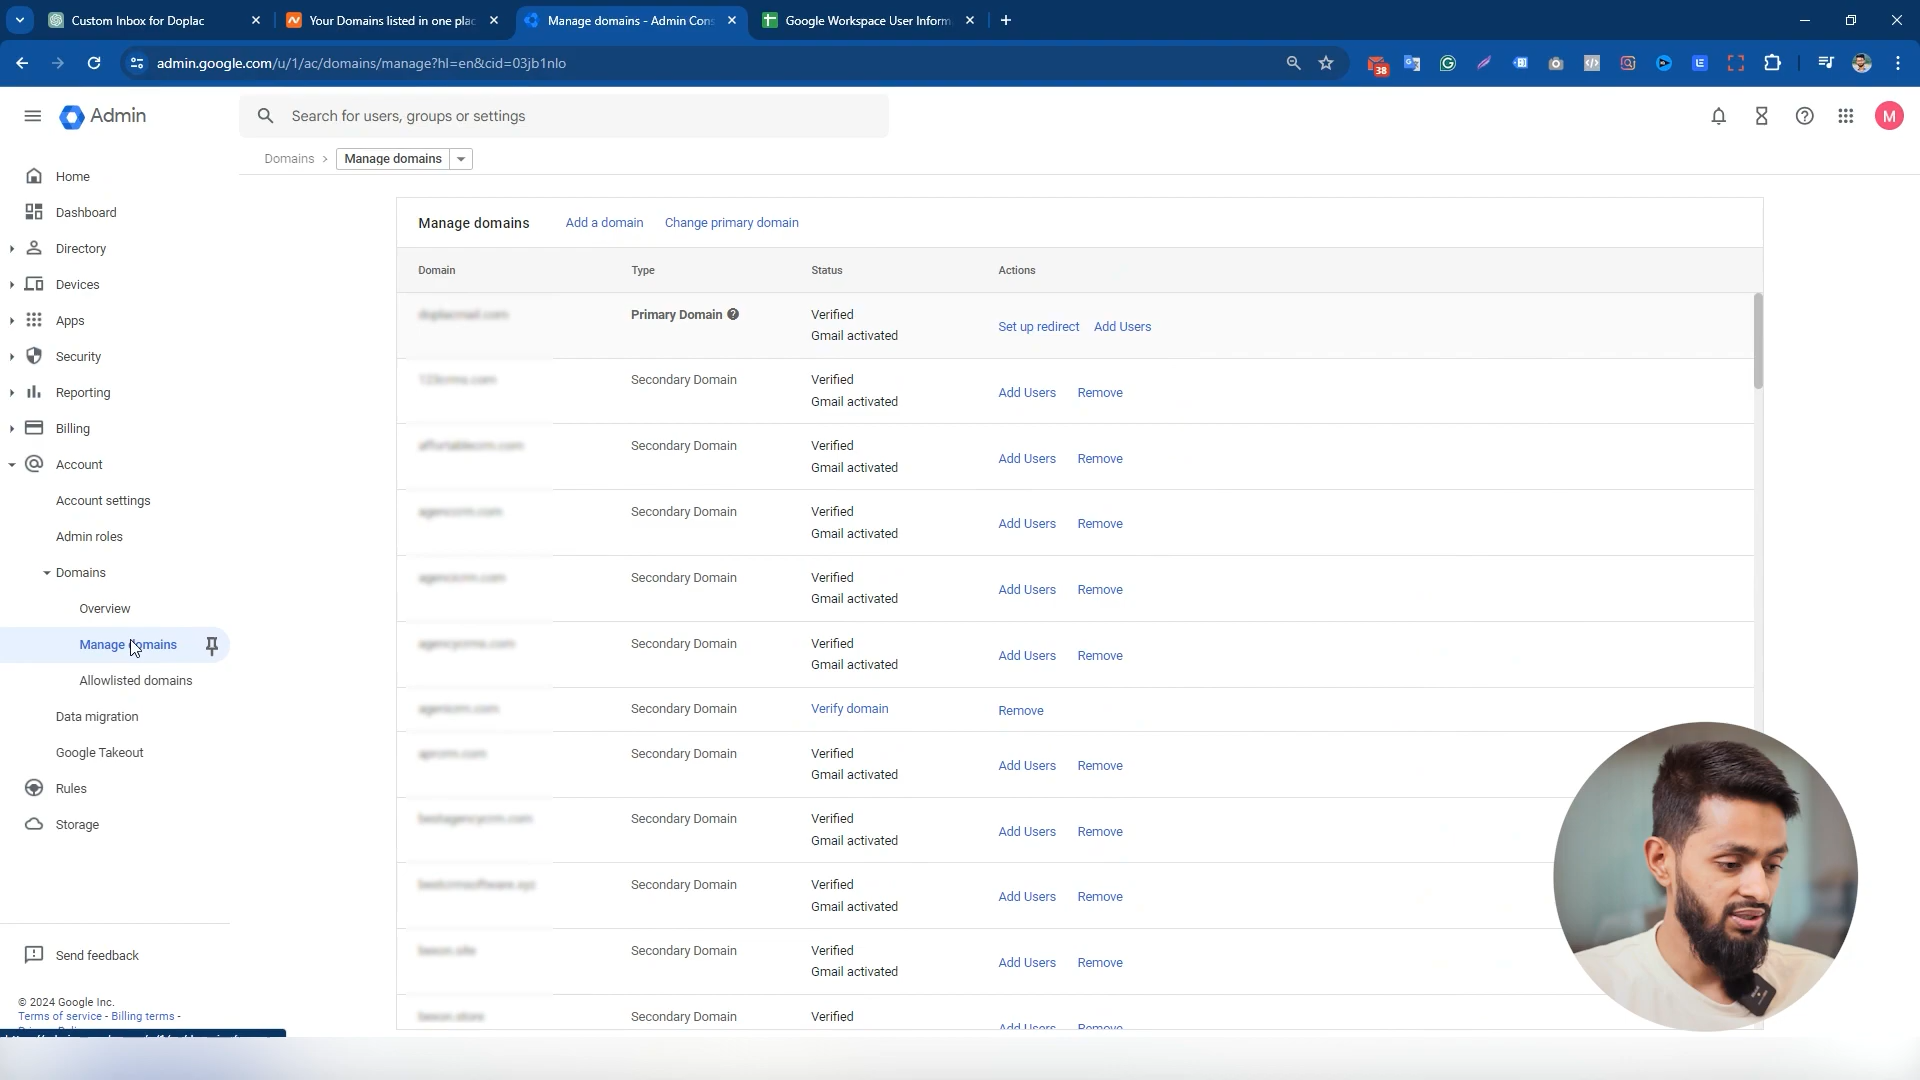 Custom Inbox for Doplac
Your Domains listed in one plac
Manage domains - Admin Cons
Google Workspace User Inform
admin.google.com/u/1/ac/domains/manage?hl=en&cid=03jb1nlo
38
Admin
Search for users, groups or settings
M
Domains > Manage domains
Home
Dashboard
Directory
Devices
Apps
Security
Reporting
Billing
Account
Account settings
Admin roles
Domains
Overview
Manage domains
Allowlisted domains
Data migration
Google Takeout
Rules
Storage
Send feedback
© 2024 Google Inc.
Terms of service - Billing terms -
Manage domains Add a domain Change primary domain
Domain Type Status Actions
Primary Domain Verified
Gmail activated
Set up redirect Add Users
Secondary Domain Verified
Gmail activated
Add Users Remove
Secondary Domain Verified
Gmail activated
Add Users Remove
Secondary Domain Verified
Gmail activated
Add Users Remove
Secondary Domain Verified
Gmail activated
Add Users Remove
Secondary Domain Verified
Gmail activated
Add Users Remove
Secondary Domain Verify domain Remove
Secondary Domain Verified
Gmail activated
Add Users Remove
Secondary Domain Verified
Gmail activated
Add Users Remove
Secondary Domain Verified
Gmail activated
Add Users Remove
Secondary Domain Verified
Gmail activated
Add Users Remove
Secondary Domain Verified
Add Users Remove